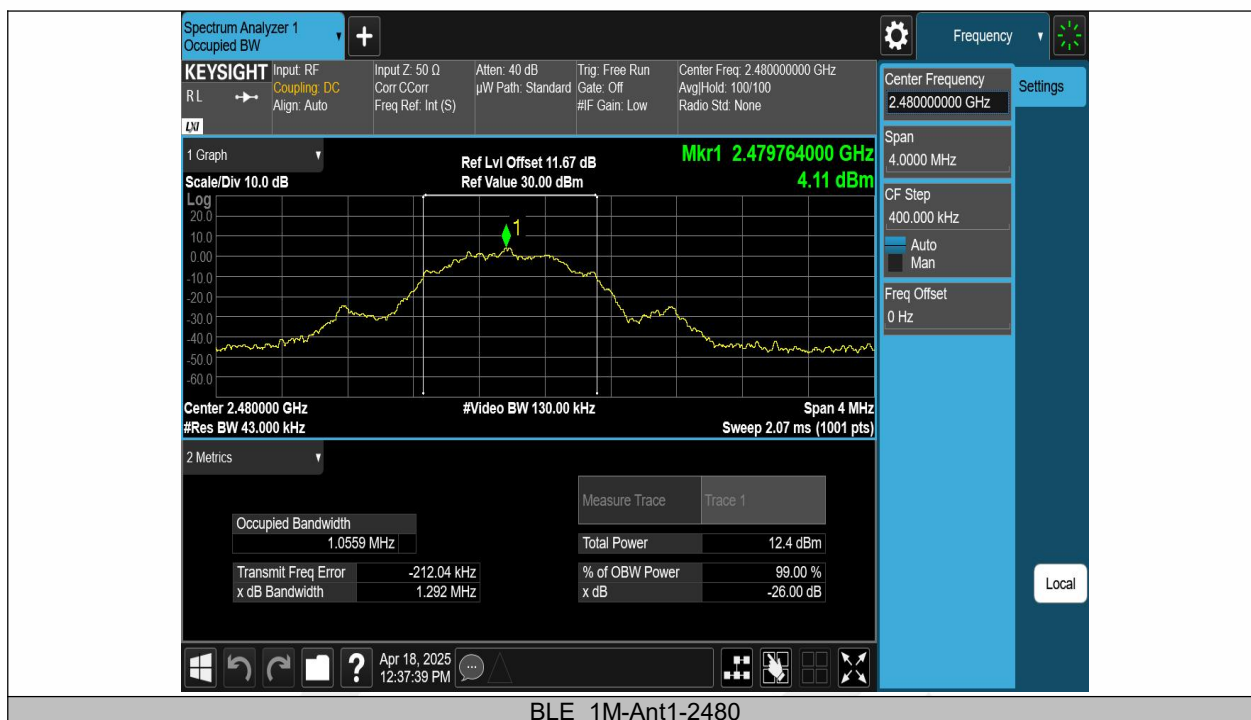 Spectrum Analyzer 1
Occupied BW
+
Frequency
KEYSIGHT
RL
LXI
Input: RF
Coupling: DC
Align: Auto
Input Z: 50 Ω
Corr CCorr
Freq Ref: Int (S)
Atten: 40 dB
µW Path: Standard
Trig: Free Run
Gate: Off
#IF Gain: Low
Center Freq: 2.480000000 GHz
Avg|Hold: 100/100
Radio Std: None
Center Frequency
2.480000000 GHz
Settings
Span
4.0000 MHz
CF Step
400.000 kHz
Auto
Man
Freq Offset
0 Hz
Local
1 Graph
Scale/Div 10.0 dB
Ref Lvl Offset 11.67 dB
Ref Value 30.00 dBm
Mkr1 2.479764000 GHz
4.11 dBm
Log
20.0
10.0
0.00
-10.0
-20.0
-30.0
-40.0
-50.0
-60.0
1
Center 2.480000 GHz
#Res BW 43.000 kHz
#Video BW 130.00 kHz
Span 4 MHz
Sweep 2.07 ms (1001 pts)
2 Metrics
Measure Trace
Trace 1
Occupied Bandwidth
1.0559 MHz
Total Power
12.4 dBm
Transmit Freq Error
-212.04 kHz
% of OBW Power
99.00 %
x dB Bandwidth
1.292 MHz
x dB
-26.00 dB
?
Apr 18, 2025
12:37:39 PM
BLE_1M-Ant1-2480